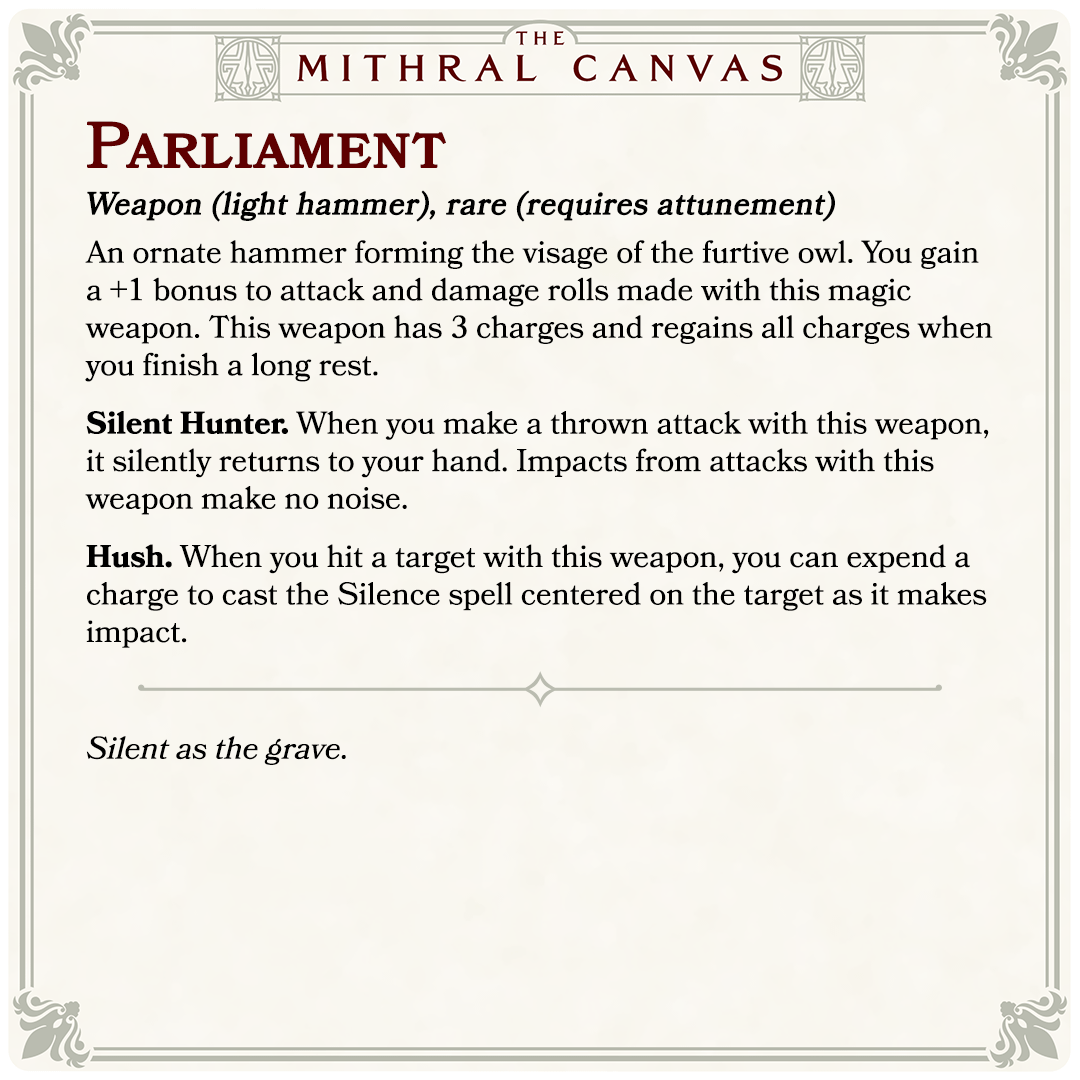 THE
MITHRAL CANVAS
PARLIAMENT
Weapon (light hammer), rare (requires attunement)
An ornate hammer forming the visage of the furtive owl. You gain
a +1 bonus to attack and damage rolls made with this magic
weapon. This weapon has 3 charges and regains all charges when
you finish a long rest.
Silent Hunter. When you make a thrown attack with this weapon,
it silently returns to your hand. Impacts from attacks with this
weapon make no noise.
Hush. When you hit a target with this weapon, you can expend a
charge to cast the Silence spell centered on the target as it makes
impact.
Silent as the grave.